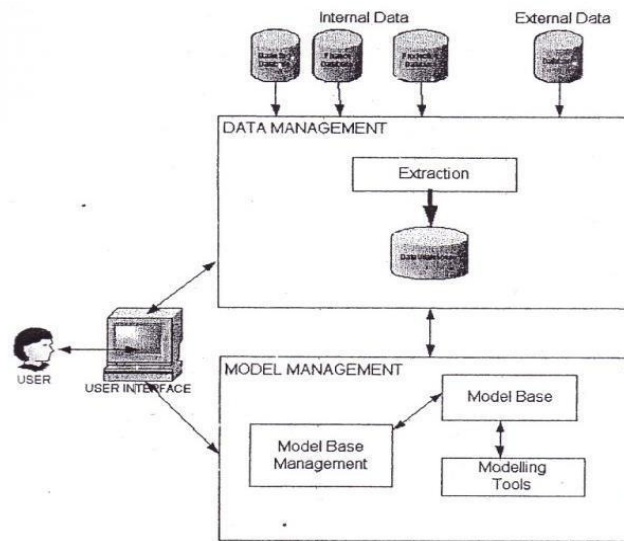 Internal Data
External Data
DATA MANAGEMENT
Extraction
USER
USER INTERFACE
MODEL MANAGEMENT
Model Base
Model Base
Management
Modelling
Tools